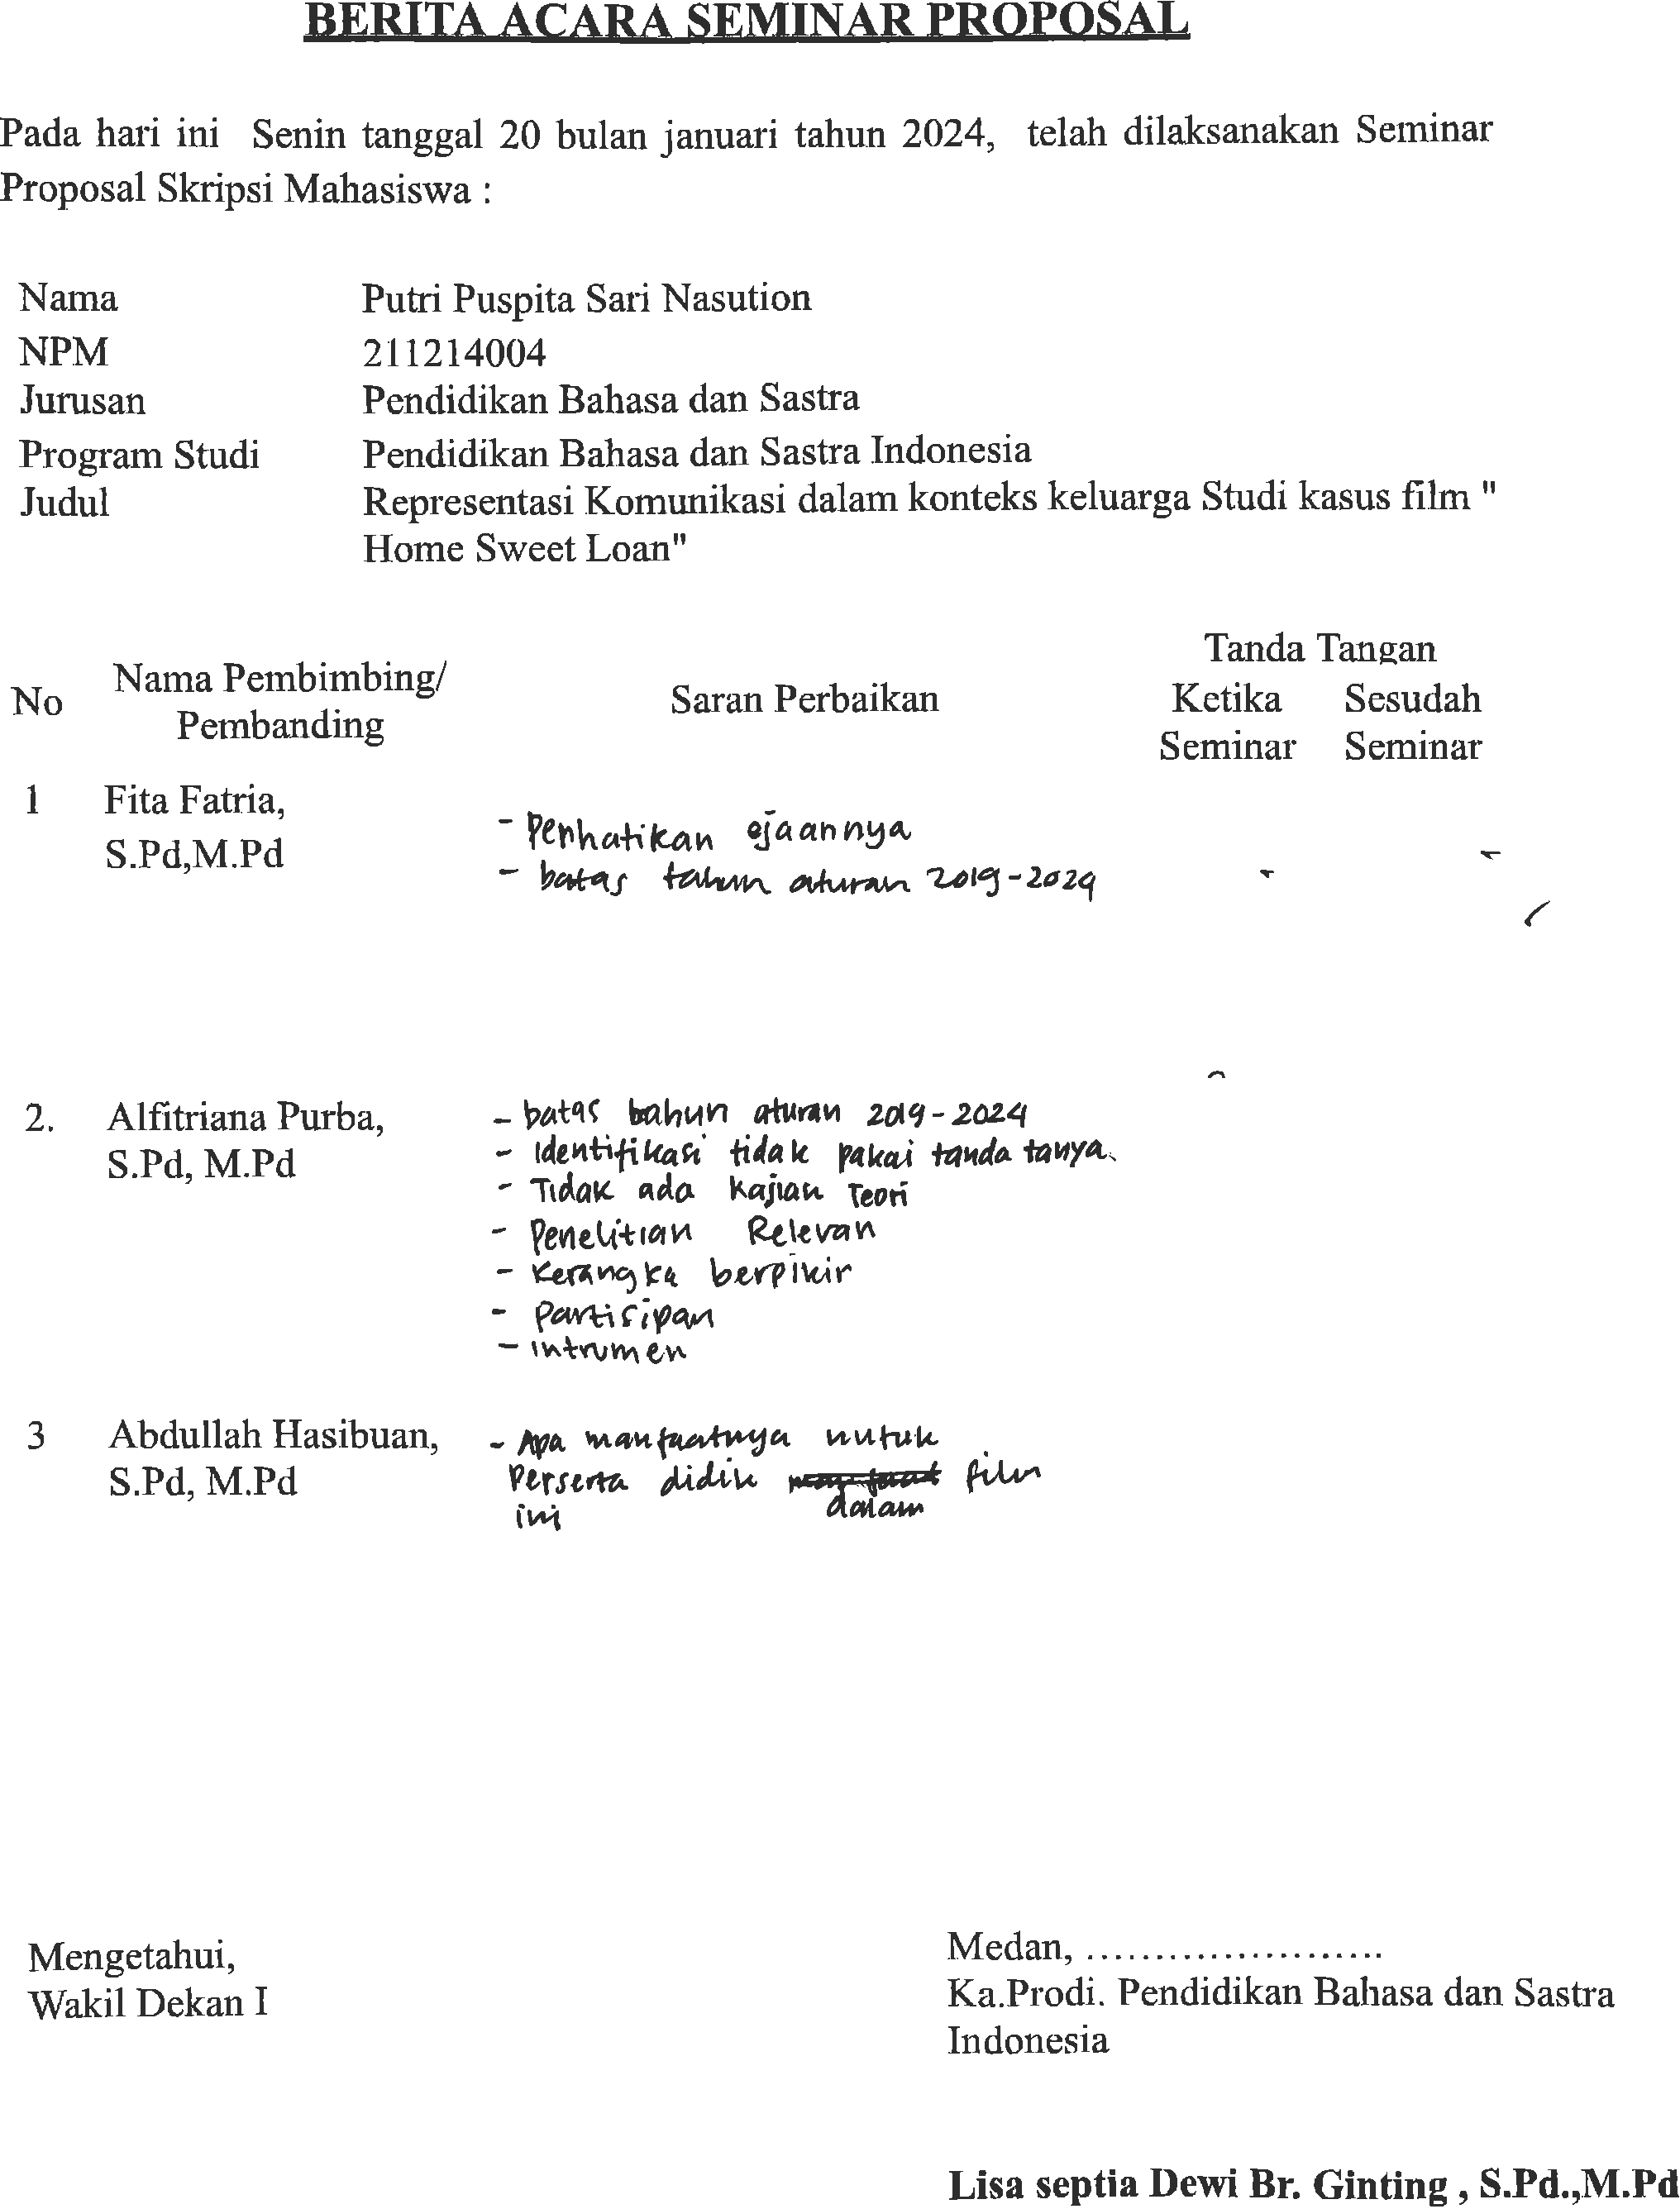 BERITA ACARA SEMINAR PROPOSAL
Pada hari ini Senin tanggal 20 bulan januari tahun 2024, telah dilaksanakan Seminar
Proposal Skripsi Mahasiswa :
Nama Putri Puspita Sari Nasution
NPM 211214004
Jurusan Pendidikan Bahasa dan Sastra
Program Studi Pendidikan Bahasa dan Sastra Indonesia
Judul Representasi Komunikasi dalam konteks keluarga Studi kasus film "
Home Sweet Loan"
No Nama Pembimbing/ Pembanding Saran Perbaikan Tanda Tangan
Ketika Seminar Sesudah Seminar
1 Fita Fatria,
S.Pd,M.Pd
- Perhatikan ejaannya
- batas tahun aturan 2019-2024
2. Alfitriana Purba,
S.Pd, M.Pd
- batas tahun aturan 2019-2024
- Identifikasi tidak pakai tanda tanya.
- Tidak ada kajian Teori
- Penelitian Relevan
- Kerangka berpikir
- Partisipan
- intrumen
3 Abdullah Hasibuan,
S.Pd, M.Pd
- Apa manfaatnya untuk
Perserta didik dalam film
ini
Mengetahui,
Wakil Dekan I
Medan, ......................
Ka.Prodi. Pendidikan Bahasa dan Sastra
Indonesia
Lisa septia Dewi Br. Ginting , S.Pd.,M.Pd